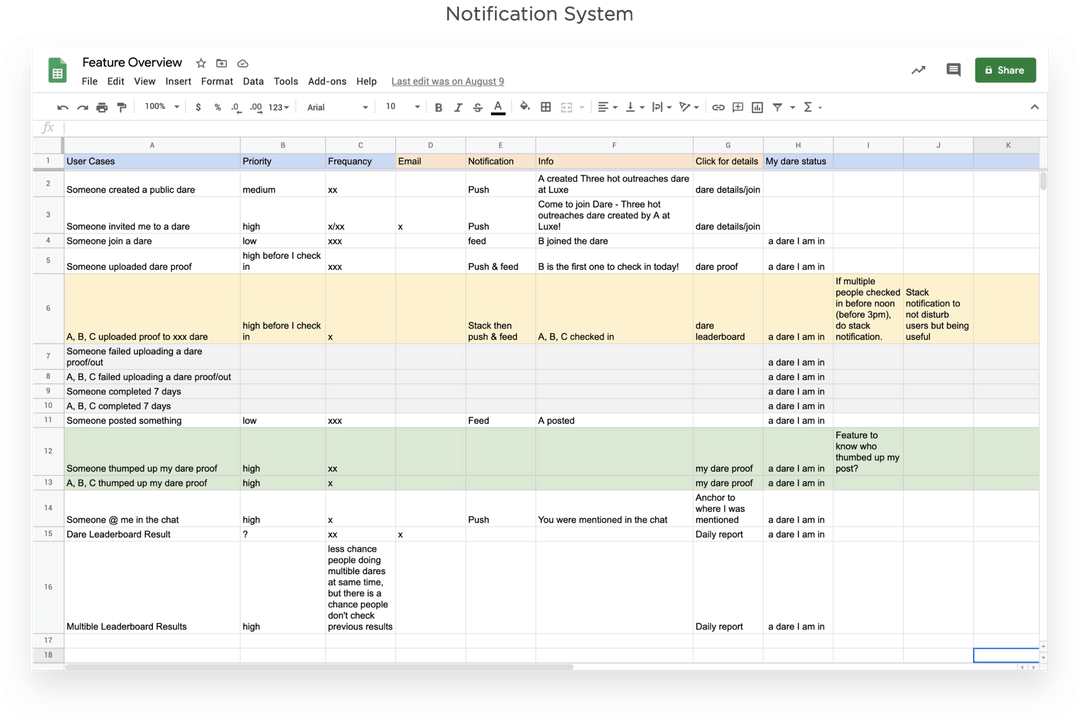 Notification System
Feature Overview
File Edit View Insert Format Data Tools Add-ons Help Last edit was on August 9
Share
100% $ % .0 .00 123 Arial 10 B I S A
fx
A B C D E F G H I J K
1 User Cases Priority Frequancy Email Notification Info Click for details My dare status
A created Three hot outreaches dare
2 Someone created a public dare medium xx Push at Luxe dare details/join
Come to join Dare - Three hot
outreaches dare created by A at
3 Someone invited me to a dare high x/xx x Push Luxe! dare details/join
4 Someone join a dare low xxx feed B joined the dare a dare I am in
high before I check
5 Someone uploaded dare proof in xxx Push & feed B is the first one to check in today! dare proof a dare I am in
If multiple
people checked Stack
in before noon notification to
(before 3pm), not disturb
high before I check Stack then dare do stack users but being
6 A, B, C uploaded proof to xxx dare in x push & feed A, B, C checked in leaderboard a dare I am in notification. useful
Someone failed uploading a dare
7 proof/out a dare I am in
8 A, B, C failed uploading a dare proof/out a dare I am in
9 Someone completed 7 days a dare I am in
10 A, B, C completed 7 days a dare I am in
11 Someone posted something low xxx Feed A posted a dare I am in
Feature to
know who
thumbed up my
12 Someone thumped up my dare proof high xx my dare proof a dare I am in post?
13 A, B, C thumped up my dare proof high x my dare proof a dare I am in
Anchor to
where I was
14 Someone @ me in the chat high x Push You were mentioned in the chat mentioned a dare I am in
15 Dare Leaderboard Result ? xx x Daily report a dare I am in
less chance
people doing
multiple dares
at same time,
but there is a
chance people
don't check
16 Multible Leaderboard Results high previous results Daily report a dare I am in
17
18